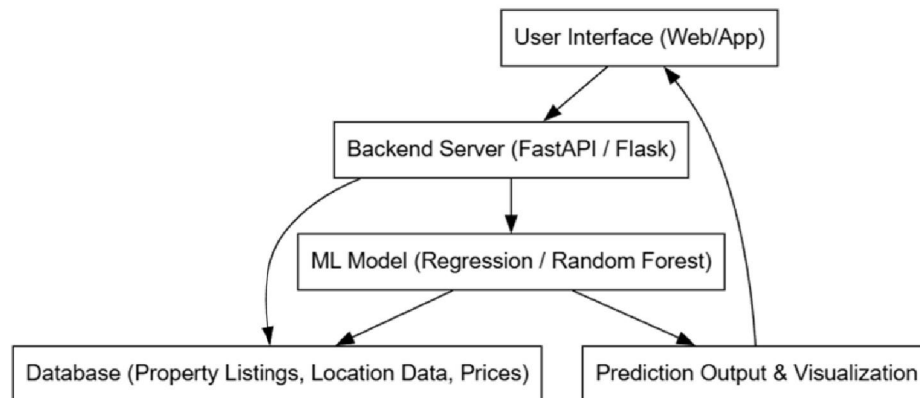 User Interface (Web/App)
Backend Server (FastAPI / Flask)
ML Model (Regression / Random Forest)
Database (Property Listings, Location Data, Prices)
Prediction Output & Visualization